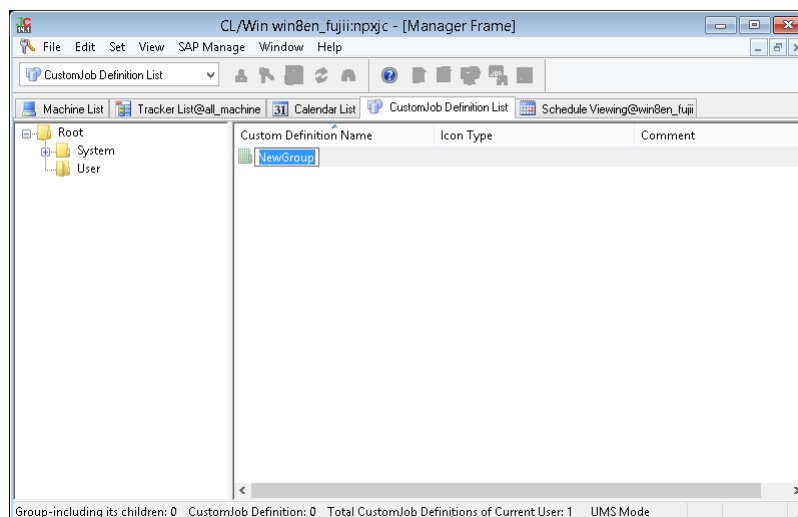 CL/Win win8en_fujii:npxjc - [Manager Frame]
File Edit Set View SAP Manage Window Help
CustomJob Definition List
Machine List Tracker List@all_machine 31 Calendar List CustomJob Definition List Schedule Viewing@win8en_fujii
Root
System
User
Custom Definition Name Icon Type Comment
NewGroup
Group-including its children: 0 CustomJob Definition: 0 Total CustomJob Definitions of Current User: 1 UMS Mode